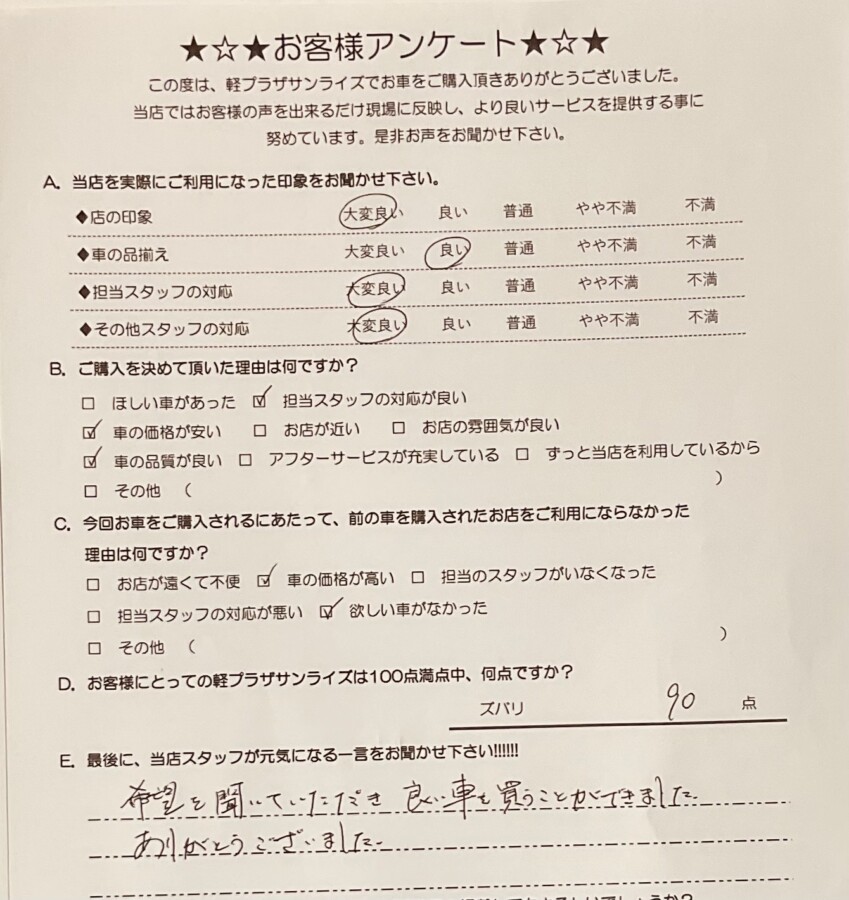 ★☆★お客様アンケート★☆★
この度は、軽プラザサンライズでお車をご購入頂きありがとうございました。
当店ではお客様の声を出来るだけ現場に反映し、より良いサービスを提供する事に
努めています。是非お声をお聞かせ下さい。
A. 当店を実際にご利用になった印象をお聞かせ下さい。
◆店の印象 大変良い 良い 普通 やや不満 不満
◆車の品揃え 大変良い 良い 普通 やや不満 不満
◆担当スタッフの対応 大変良い 良い 普通 やや不満 不満
◆その他スタッフの対応 大変良い 良い 普通 やや不満 不満
B. ご購入を決めて頂いた理由は何ですか？
□ ほしい車があった ☑ 担当スタッフの対応が良い
☑ 車の価格が安い □ お店が近い □ お店の雰囲気が良い
☑ 車の品質が良い □ アフターサービスが充実している □ ずっと当店を利用しているから
□ その他 （ ）
C. 今回お車をご購入されるにあたって、前の車を購入されたお店をご利用にならなかった
理由は何ですか？
□ お店が遠くて不便 ☑ 車の価格が高い □ 担当のスタッフがいなくなった
□ 担当スタッフの対応が悪い ☑ 欲しい車がなかった
□ その他 （ ）
D. お客様にとっての軽プラザサンライズは100点満点中、何点ですか？
ズバリ 90 点
E. 最後に、当店スタッフが元気になる一言をお聞かせ下さい!!!!!!
希望を聞いていただき 良い車を買うことができました
ありがとうございました